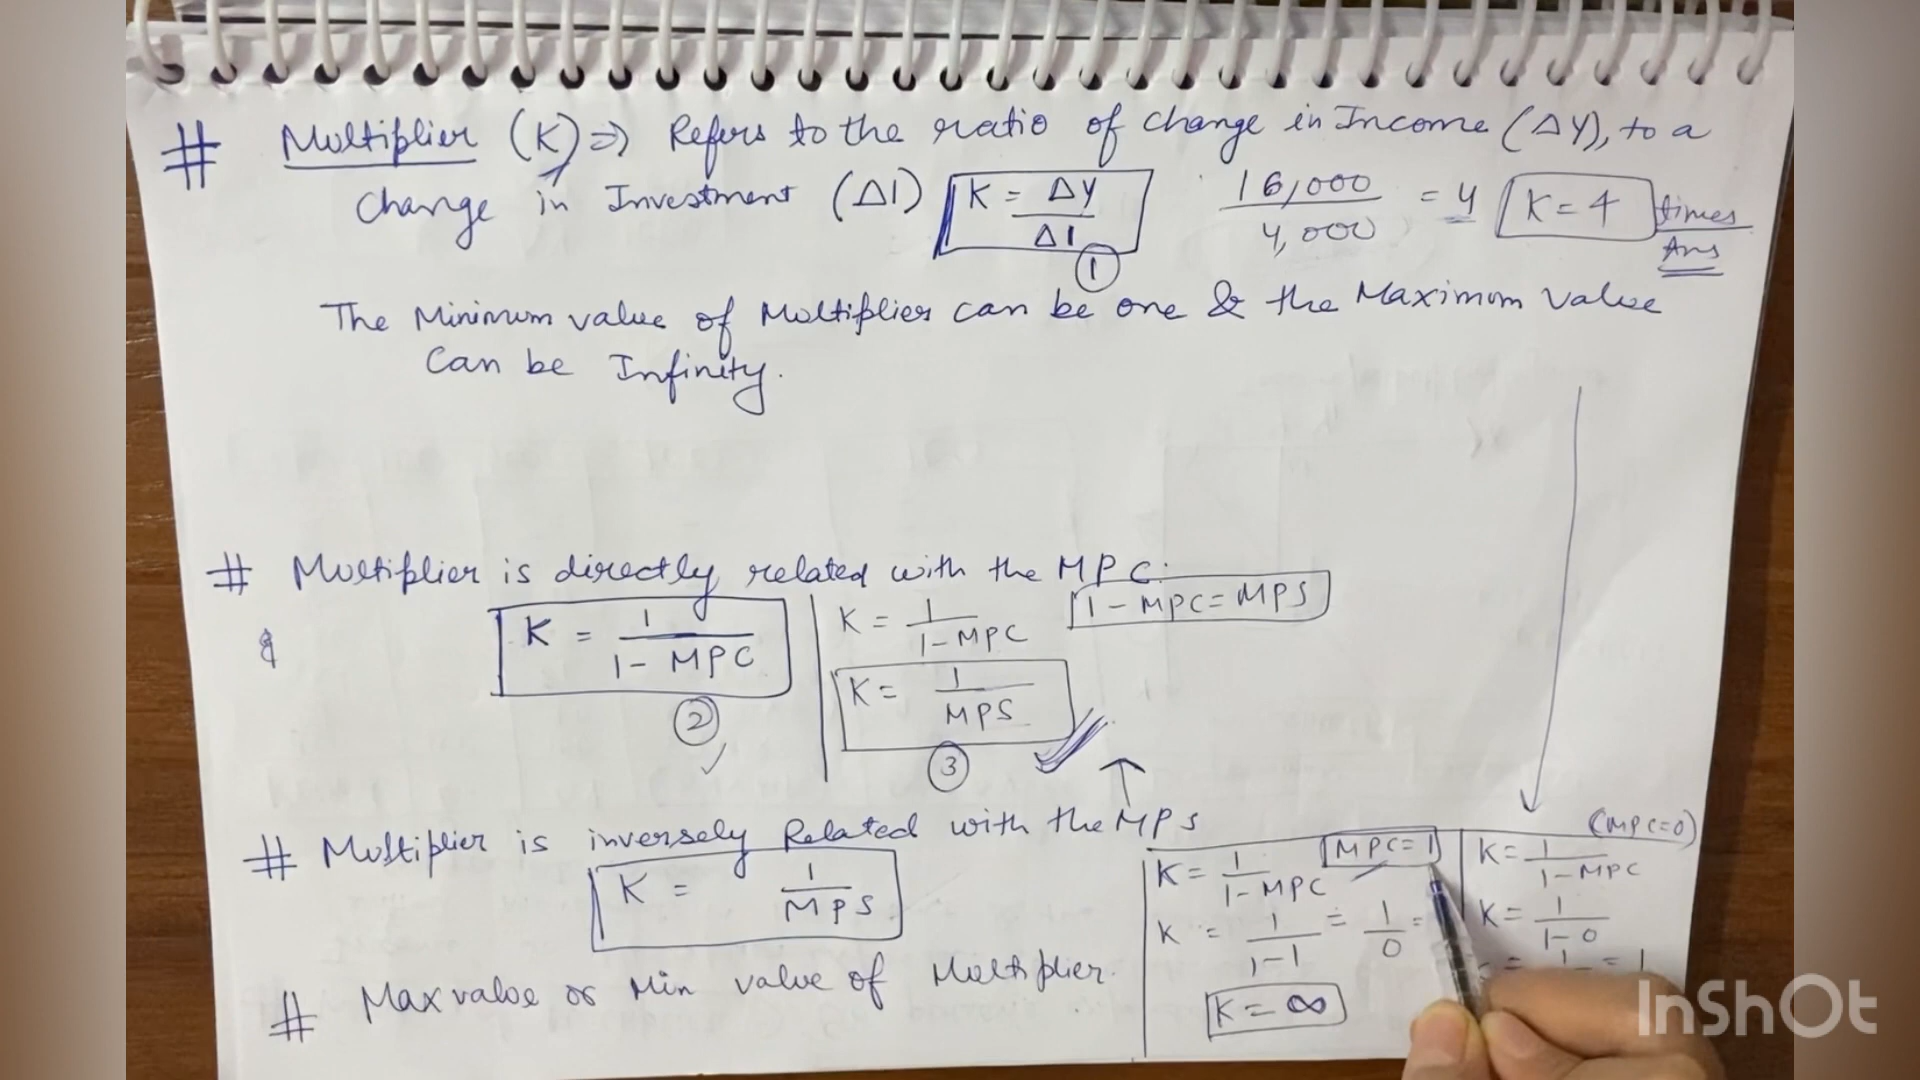 # Multiplier (K) ⇒ Refers to the ratio of change in Income (ΔY), to a
change in Investment (ΔI) K = ΔY/ΔI 16,000/4,000 = 4 K = 4 times
① Ans
The Minimum value of Multiplier can be one & the Maximum value
Can be Infinity.
# Multiplier is directly related with the MPC.
& K = 1/1 - MPC K = 1/1 - MPC 1 - MPC = MPS
② K = 1/MPS
③
# Multiplier is inversely Related with the MPS
K = 1/MPS
# Max value or Min value of Multiplier.
K = 1/1 - MPC MPC = 1
K = 1/1-1 = 1/0 =
K = ∞
(MPC=0)
K = 1/1 - MPC
K = 1/1 - 0
InShOt